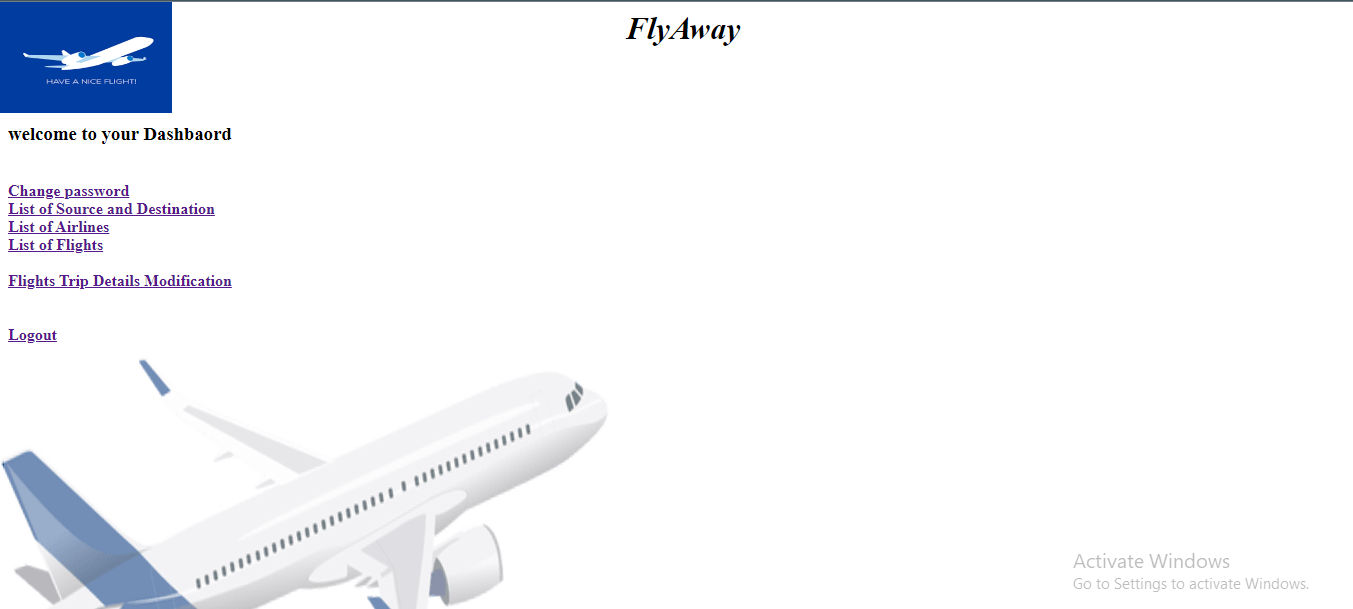 FlyAway
HAVE A NICE FLIGHT!
welcome to your Dashbaord
Change password
List of Source and Destination
List of Airlines
List of Flights
Flights Trip Details Modification
Logout
Activate Windows
Go to Settings to activate Windows.